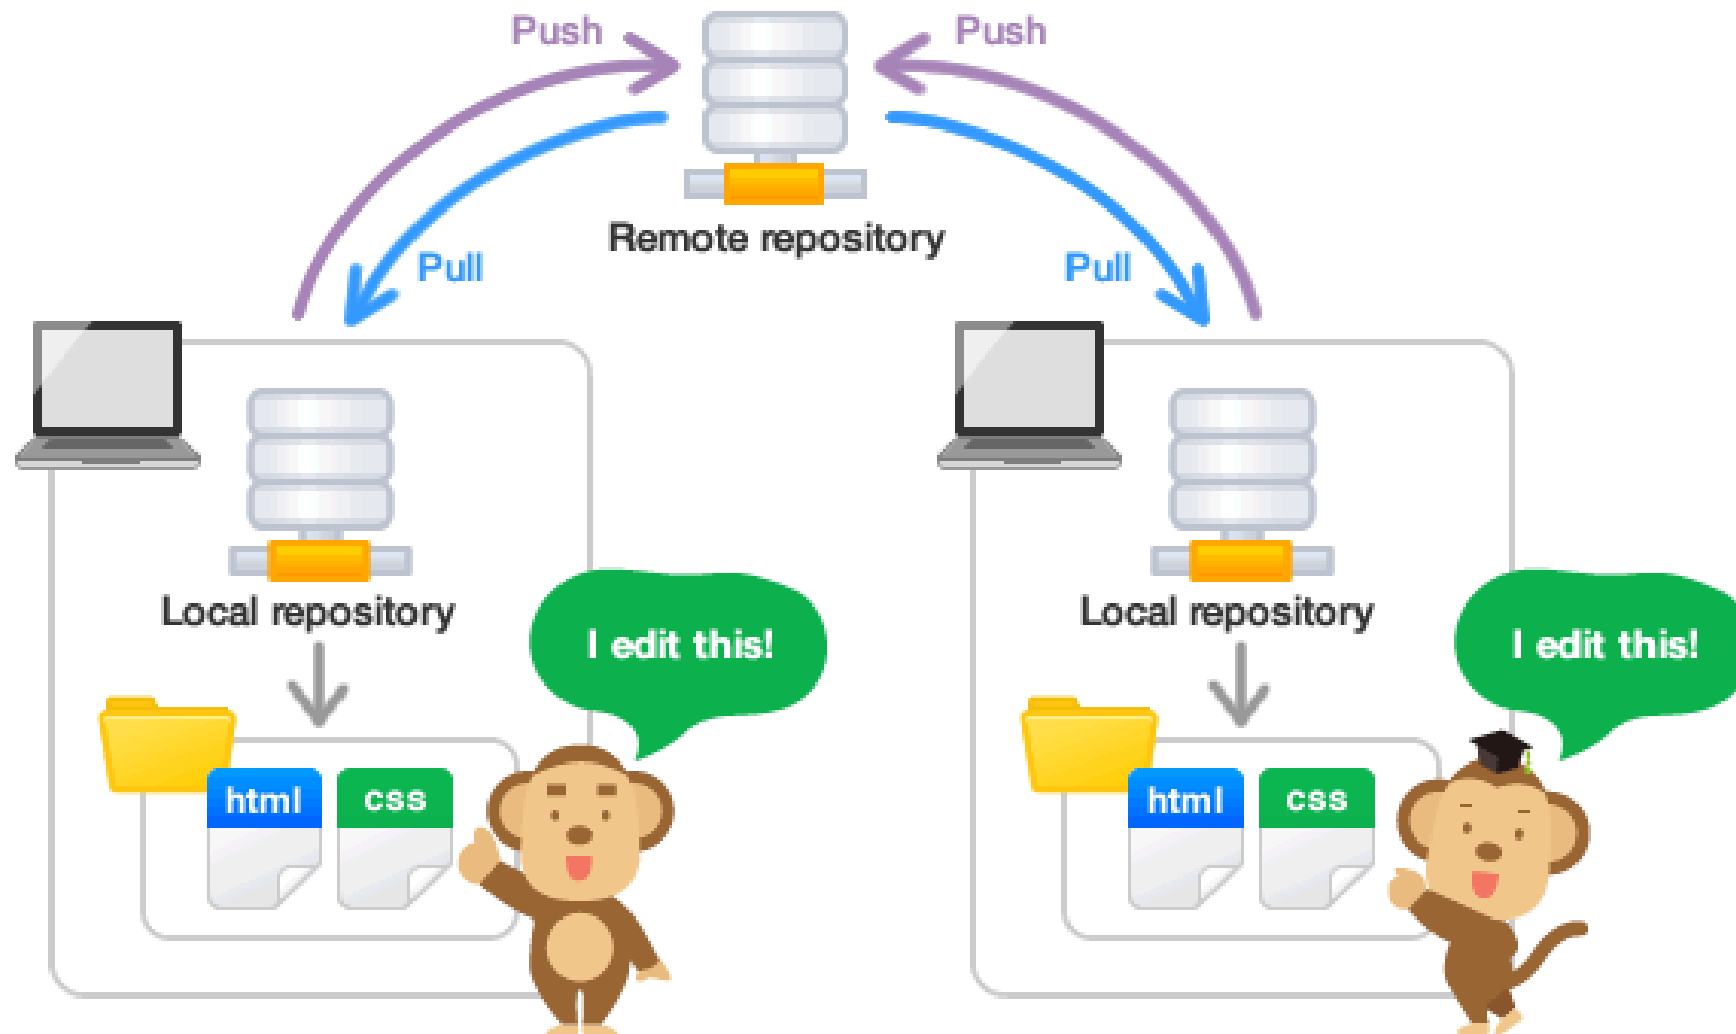 Push
Push
Remote repository
Pull
Pull
Local repository
Local repository
I edit this!
I edit this!
html
css
html
css